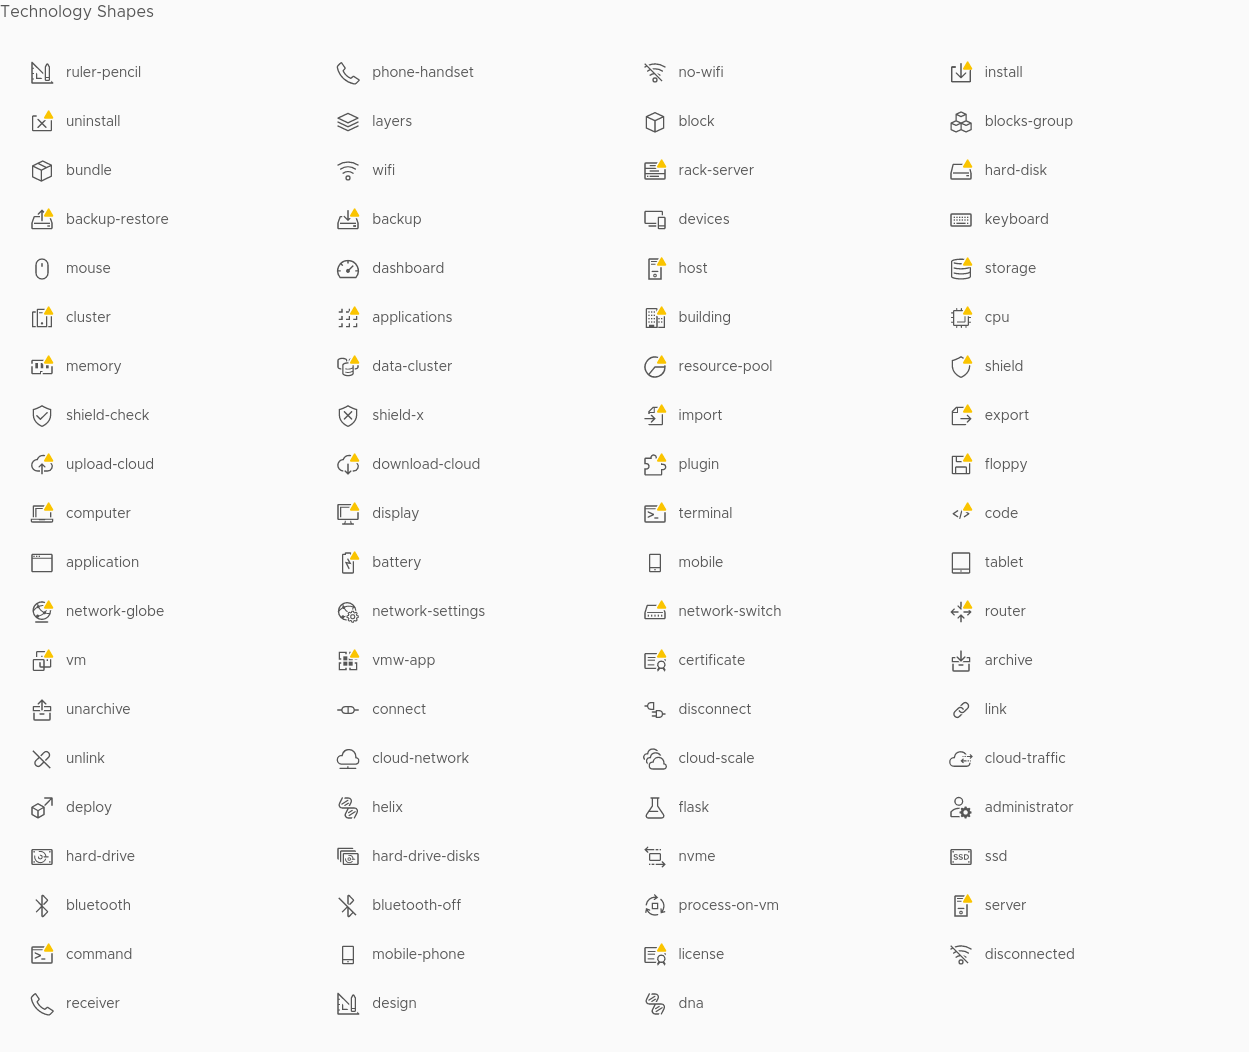 Technology Shapes
ruler-pencil phone-handset no-wifi install
uninstall layers block blocks-group
bundle wifi rack-server hard-disk
backup-restore backup devices keyboard
mouse dashboard host storage
cluster applications building cpu
memory data-cluster resource-pool shield
shield-check shield-x import export
upload-cloud download-cloud plugin floppy
computer display terminal code
application battery mobile tablet
network-globe network-settings network-switch router
vm vmw-app certificate archive
unarchive connect disconnect link
unlink cloud-network cloud-scale cloud-traffic
deploy helix flask administrator
hard-drive hard-drive-disks nvme SSD ssd
bluetooth bluetooth-off process-on-vm server
command mobile-phone license disconnected
receiver design dna